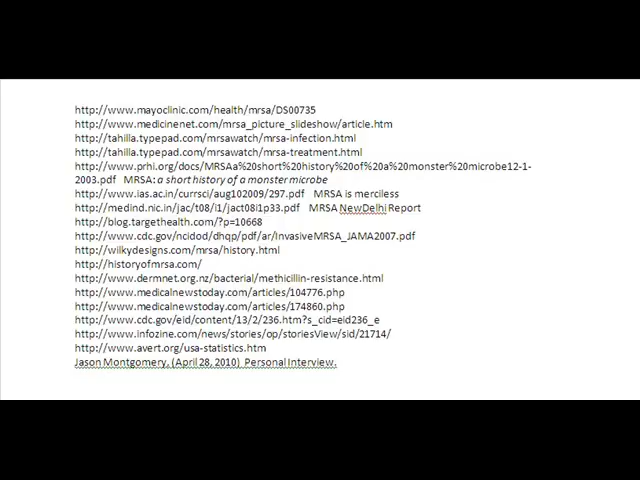 http://www.mayoclinic.com/health/mrsa/DS00735
http://www.medicinenet.com/mrsa_picture_slideshow/article.htm
http://tahilla.typepad.com/mrsawatch/mrsa-infection.html
http://tahilla.typepad.com/mrsawatch/mrsa-treatment.html
http://www.prhi.org/docs/MRSAa%20short%20history%20of%20a%20monster%20microbe12-1-
2003.pdf MRSA: a short history of a monster microbe
http://www.ias.ac.in/currsci/aug102009/297.pdf MRSA is merciless
http://medind.nic.in/jac/t08/i1/jact08i1p33.pdf MRSA NewDelhi Report
http://blog.targethealth.com/?p=10668
http://www.cdc.gov/ncidod/dhqp/pdf/ar/InvasiveMRSA_JAMA2007.pdf
http://wilkydesigns.com/mrsa/history.html
http://historyofmrsa.com/
http://www.dermnet.org.nz/bacterial/methicillin-resistance.html
http://www.medicalnewstoday.com/articles/104776.php
http://www.medicalnewstoday.com/articles/174860.php
http://www.cdc.gov/eid/content/13/2/236.htm?s_cid=eid236_e
http://www.infozine.com/news/stories/op/storiesView/sid/21714/
http://www.avert.org/usa-statistics.htm
Jason Montgomery, (April 28, 2010) Personal Interview.